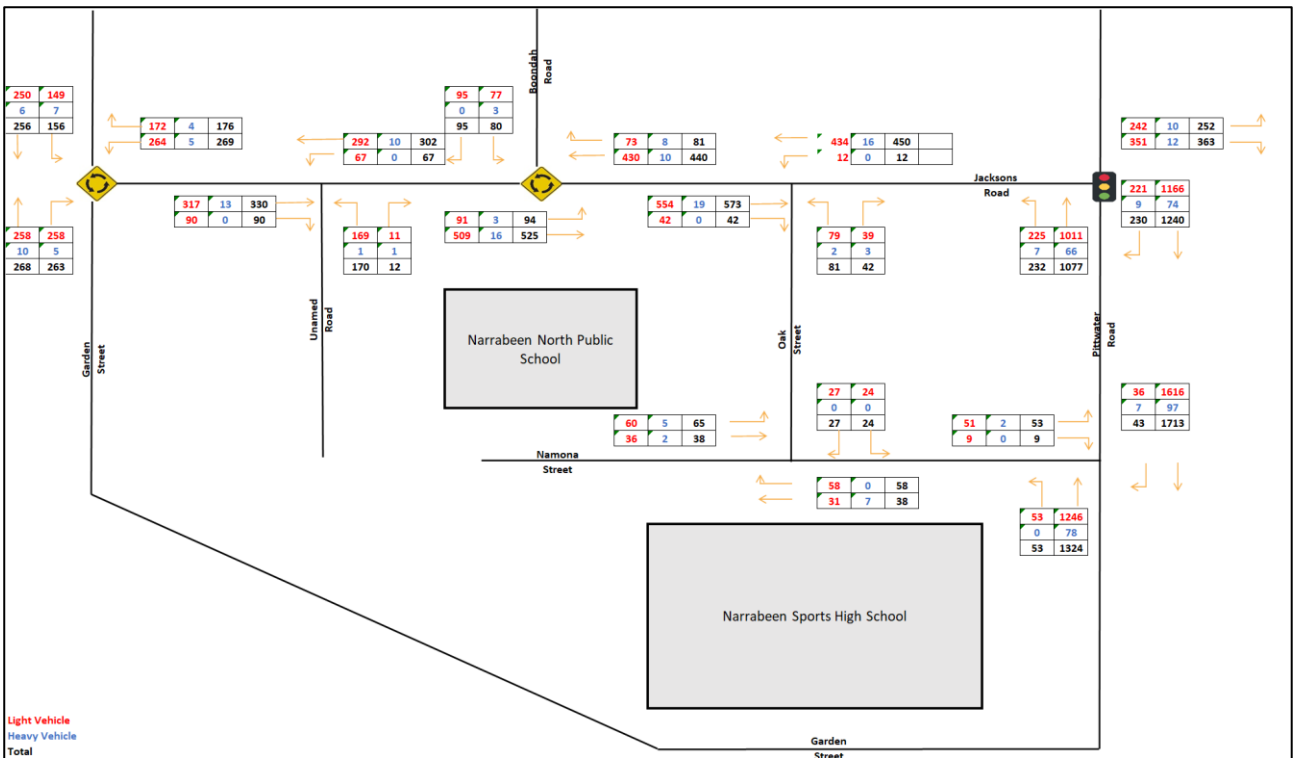 Boondah
Road
250 149
6 7
256 156
172 4 176
264 5 269
292 10 302
67 0 67
95 77
0 3
95 80
73 8 81
430 10 440
434 16 450
12 0 12
242 10 252
351 12 363
Jacksons
Road
317 13 330
90 0 90
258 258
10 5
268 263
169 11
1 1
170 12
91 3 94
509 16 525
554 19 573
42 0 42
79 39
2 3
81 42
225 1011
7 66
232 1077
221 1166
9 74
230 1240
Garden
Street
Unamed
Road
Narrabeen North Public
School
Oak
Street
Pittwater
Road
60 5 65
36 2 38
27 24
0 0
27 24
51 2 53
9 0 9
36 1616
7 97
43 1713
Namona
Street
58 0 58
31 7 38
53 1246
0 78
53 1324
Narrabeen Sports High School
Light Vehicle
Heavy Vehicle
Total
Garden
Street